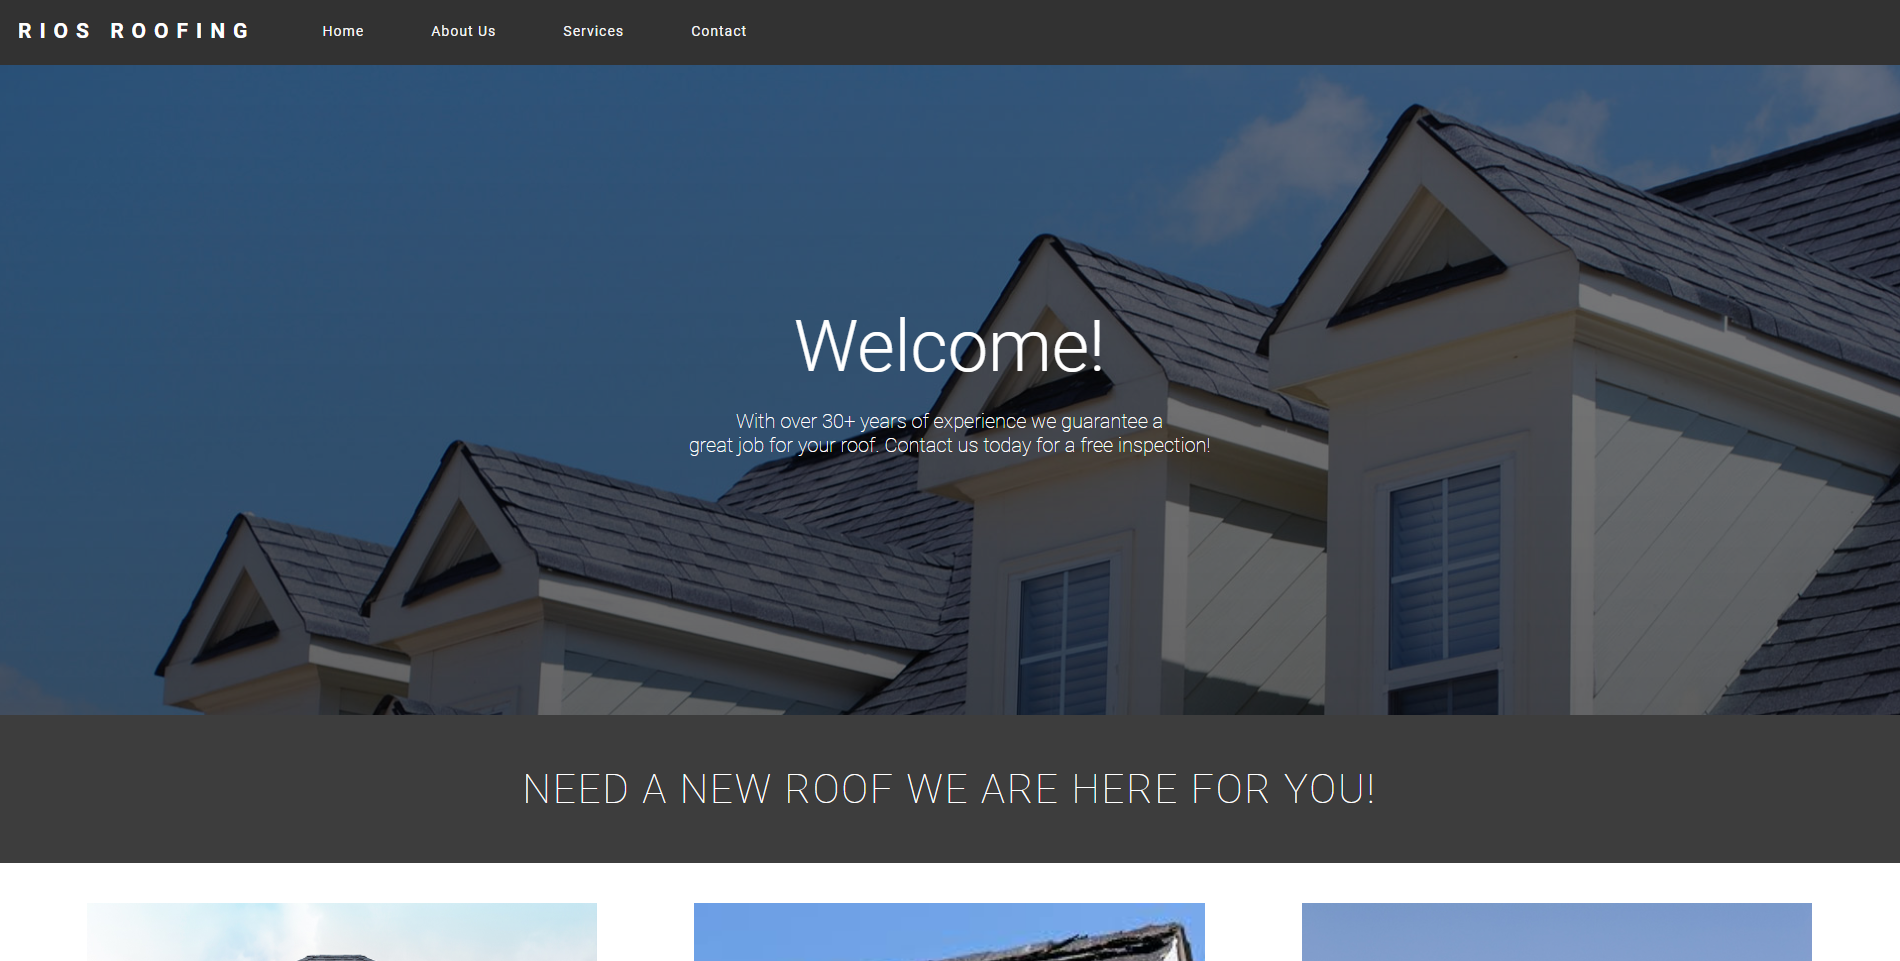 RIOS ROOFING
Home
About Us
Services
Contact
Welcome!
With over 30+ years of experience we guarantee a
great job for your roof. Contact us today for a free inspection!
NEED A NEW ROOF WE ARE HERE FOR YOU!